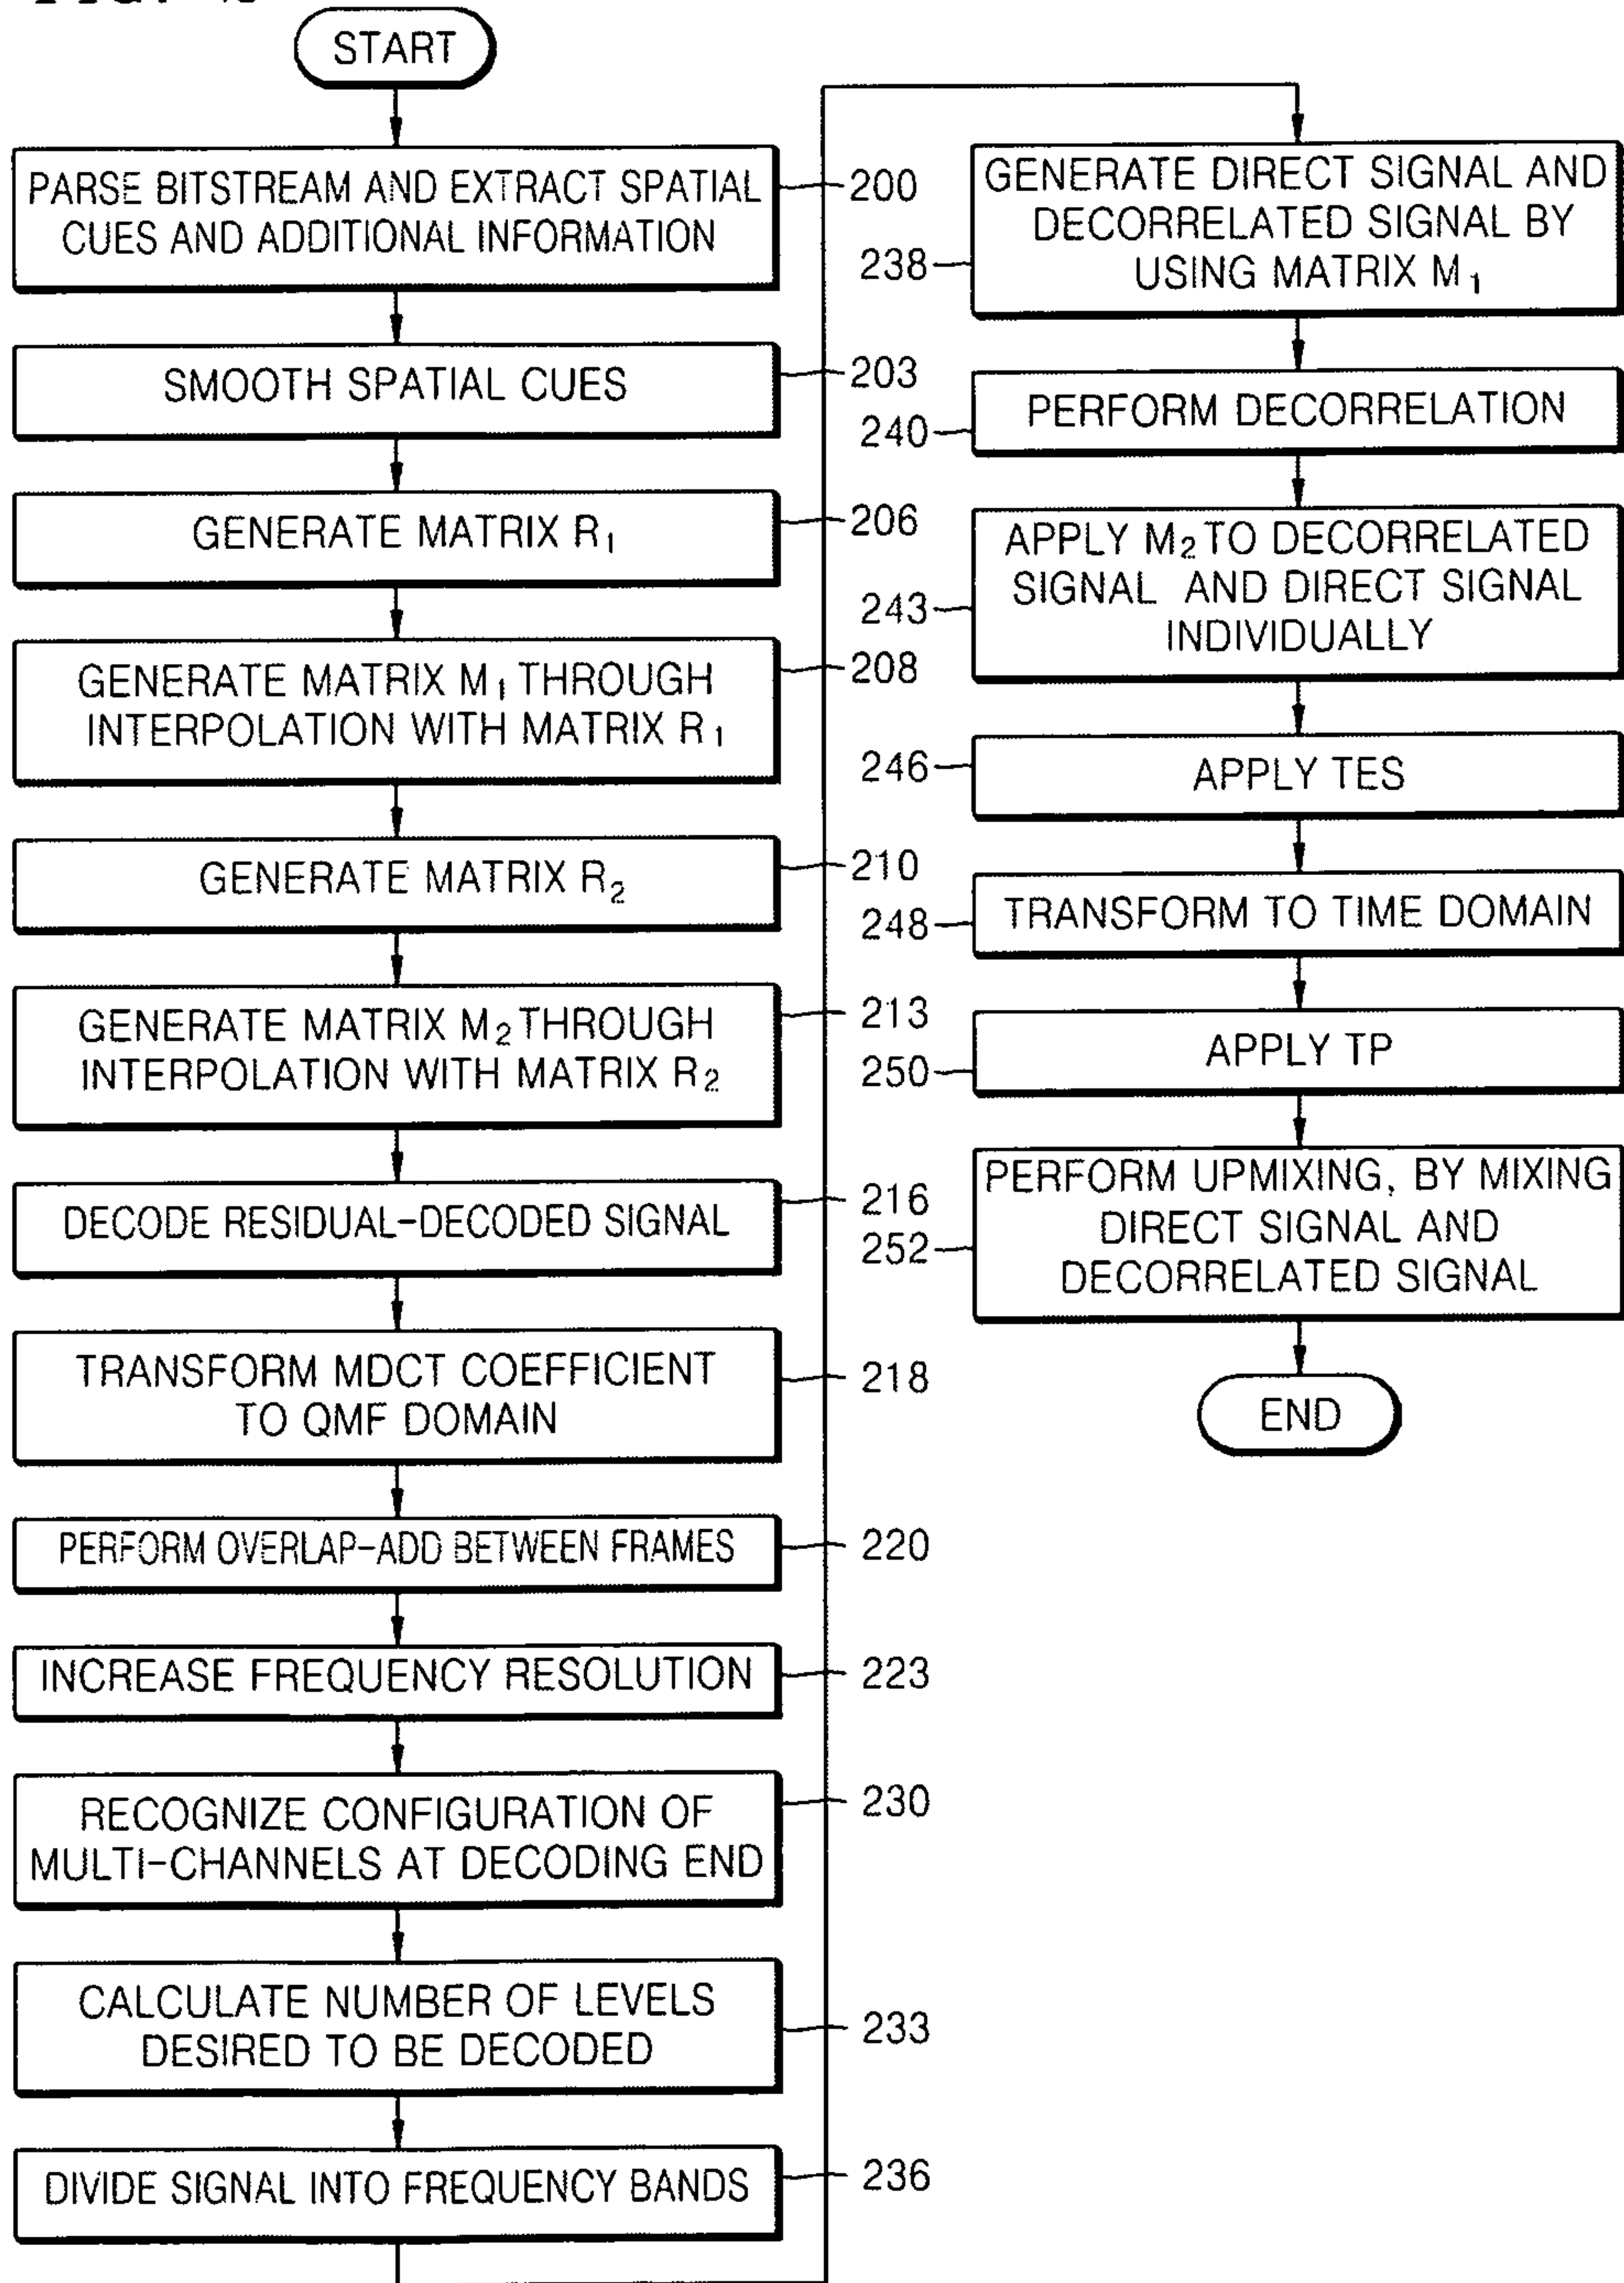 START
PARSE BITSTREAM AND EXTRACT SPATIAL
CUES AND ADDITIONAL INFORMATION
200
SMOOTH SPATIAL CUES
203
GENERATE MATRIX R₁
206
GENERATE MATRIX M₁ THROUGH
INTERPOLATION WITH MATRIX R₁
208
GENERATE MATRIX R₂
210
GENERATE MATRIX M₂ THROUGH
INTERPOLATION WITH MATRIX R₂
213
DECODE RESIDUAL-DECODED SIGNAL
216
TRANSFORM MDCT COEFFICIENT
TO QMF DOMAIN
218
PERFORM OVERLAP-ADD BETWEEN FRAMES
220
INCREASE FREQUENCY RESOLUTION
223
RECOGNIZE CONFIGURATION OF
MULTI-CHANNELS AT DECODING END
230
CALCULATE NUMBER OF LEVELS
DESIRED TO BE DECODED
233
DIVIDE SIGNAL INTO FREQUENCY BANDS
236
GENERATE DIRECT SIGNAL AND
DECORRELATED SIGNAL BY
USING MATRIX M₁
238
PERFORM DECORRELATION
240
APPLY M₂ TO DECORRELATED
SIGNAL AND DIRECT SIGNAL
INDIVIDUALLY
243
APPLY TES
246
TRANSFORM TO TIME DOMAIN
248
APPLY TP
250
PERFORM UPMIXING, BY MIXING
DIRECT SIGNAL AND
DECORRELATED SIGNAL
252
END